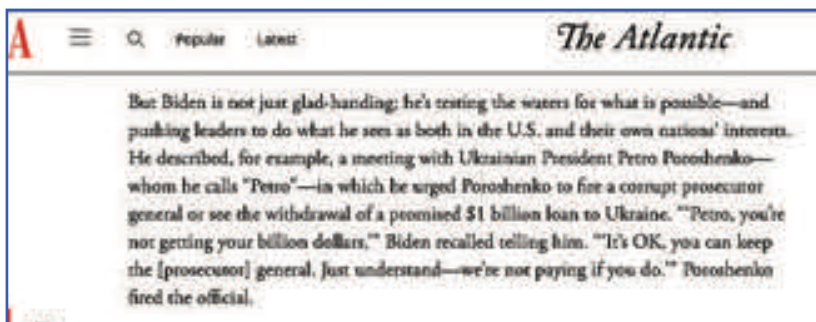 A Popular Latest The Atlantic
But Biden is not just glad-handing; he's testing the waters for what is possible—and
pushing leaders to do what he sees as both in the U.S. and their own nations' interests.
He described, for example, a meeting with Ukrainian President Petro Poroshenko—
whom he calls "Petro"—in which he urged Poroshenko to fire a corrupt prosecutor
general or see the withdrawal of a promised $1 billion loan to Ukraine. "'Petro, you're
not getting your billion dollars,'" Biden recalled telling him. "'It's OK, you can keep
the [prosecutor] general. Just understand—we're not paying if you do.'" Poroshenko
fired the official.